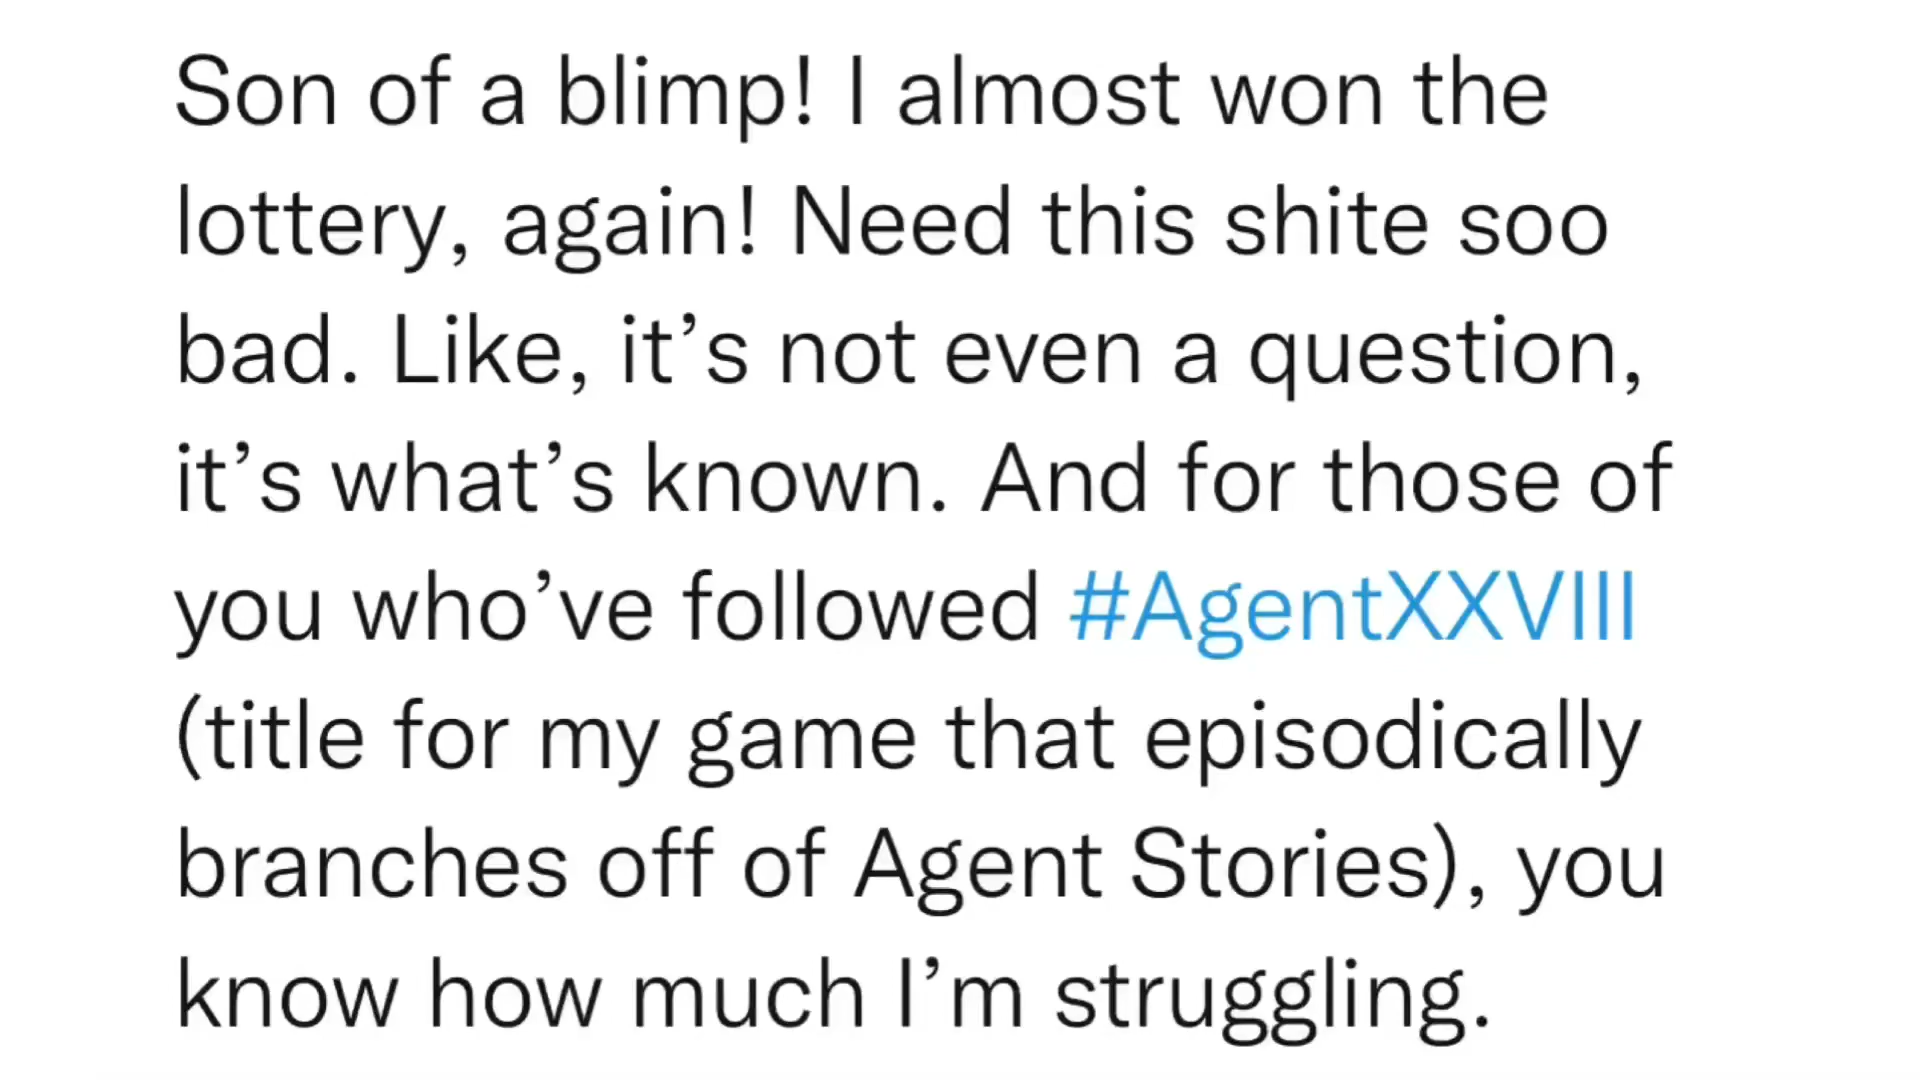 Son of a blimp! I almost won the
lottery, again! Need this shite soo
bad. Like, it’s not even a question,
it’s what’s known. And for those of
you who’ve followed #AgentXXVIII
(title for my game that episodically
branches off of Agent Stories), you
know how much I’m struggling.